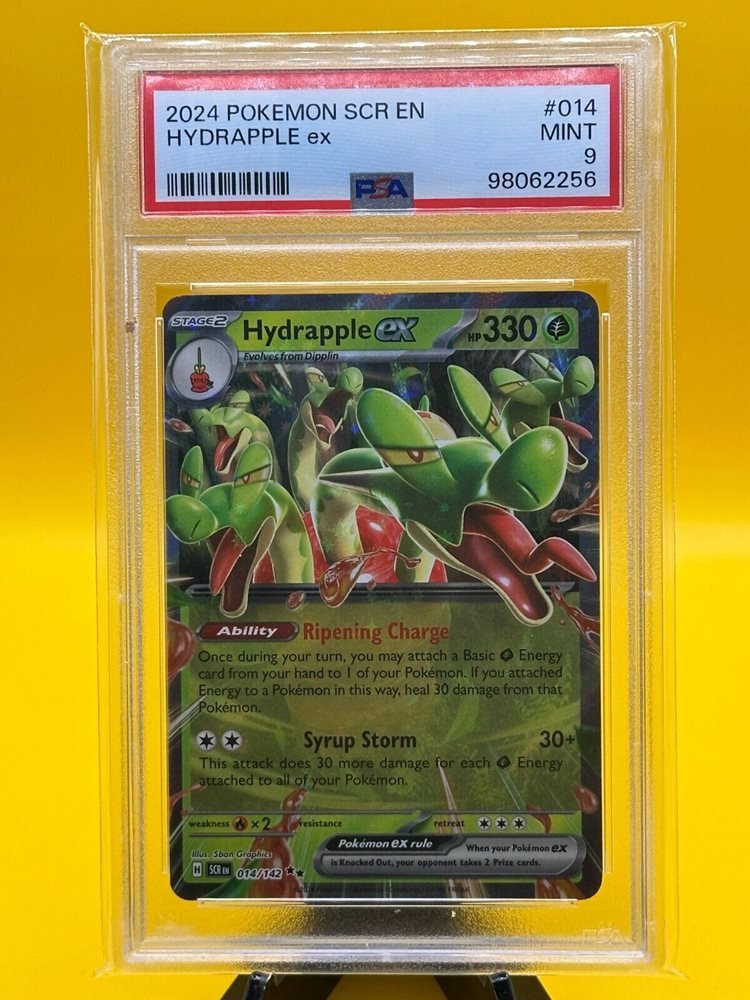 2024 POKEMON SCR EN #014
HYDRAPPLE ex MINT
9
PSA 98062256
STAGE2 Hydrapple ex HP 330
Evolves from Dipplin
Ability Ripening Charge
Once during your turn, you may attach a Basic Energy
card from your hand to 1 of your Pokémon. If you attached
Energy to a Pokémon in this way, heal 30 damage from that
Pokémon.
Syrup Storm 30+
This attack does 30 more damage for each Energy
attached to all of your Pokémon.
weakness ×2 resistance retreat
Pokémon ex rule When your Pokémon ex
is Knocked Out, your opponent takes 2 Prize cards.
Illus. 5ban Graphics
H SCR EN 014/142
PSA